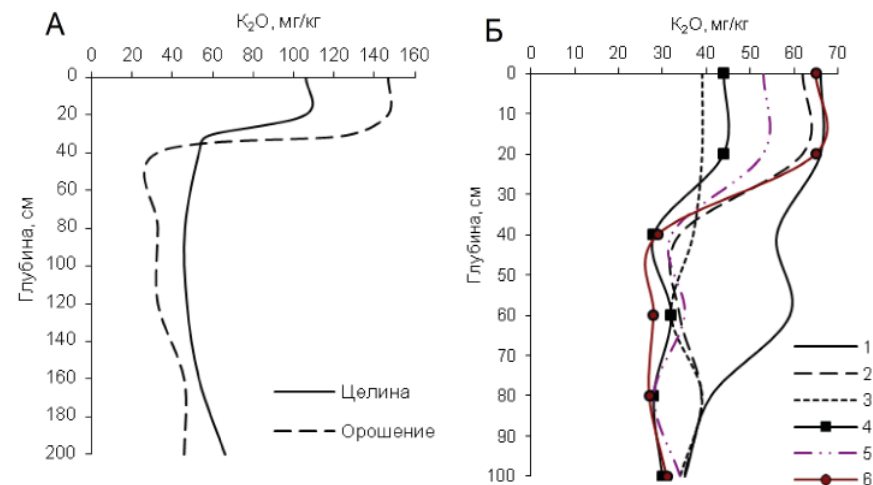 А
K₂O, мг/кг
0 20 40 60 80 100 120 140 160
0
20
40
60
80
100
120
140
160
180
200
Глубина, см
Целина
Орошение
Б
K₂O, мг/кг
0 10 20 30 40 50 60 70
0
10
20
30
40
50
60
70
80
90
100
Глубина, см
1
2
3
4
5
6